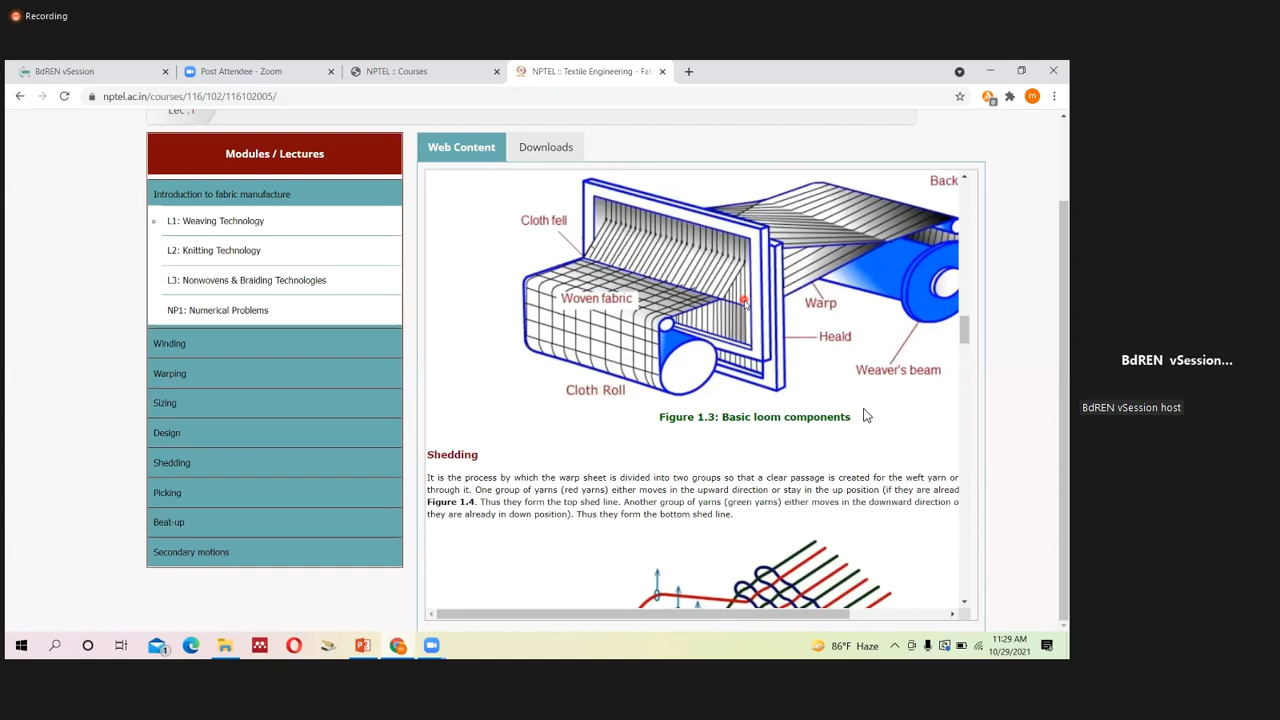 Recording
BdREN vSession
Post Attendee - Zoom
NPTEL :: Courses
NPTEL :: Textile Engineering - Fa
nptel.ac.in/courses/116/102/116102005/
m
Lec :1
Modules / Lectures
Introduction to fabric manufacture
L1: Weaving Technology
L2: Knitting Technology
L3: Nonwovens & Braiding Technologies
NP1: Numerical Problems
Winding
Warping
Sizing
Design
Shedding
Picking
Beat-up
Secondary motions
Web Content
Downloads
Back
Cloth fell
Woven fabric
Warp
Heald
Weaver's beam
Cloth Roll
Figure 1.3: Basic loom components
Shedding
It is the process by which the warp sheet is divided into two groups so that a clear passage is created for the weft yarn or
through it. One group of yarns (red yarns) either moves in the upward direction or stay in the up position (if they are alread
Figure 1.4. Thus they form the top shed line. Another group of yarns (green yarns) either moves in the downward direction o
they are already in down position). Thus they form the bottom shed line.
BdREN vSession...
BdREN vSession host
86°F Haze
11:29 AM
10/29/2021